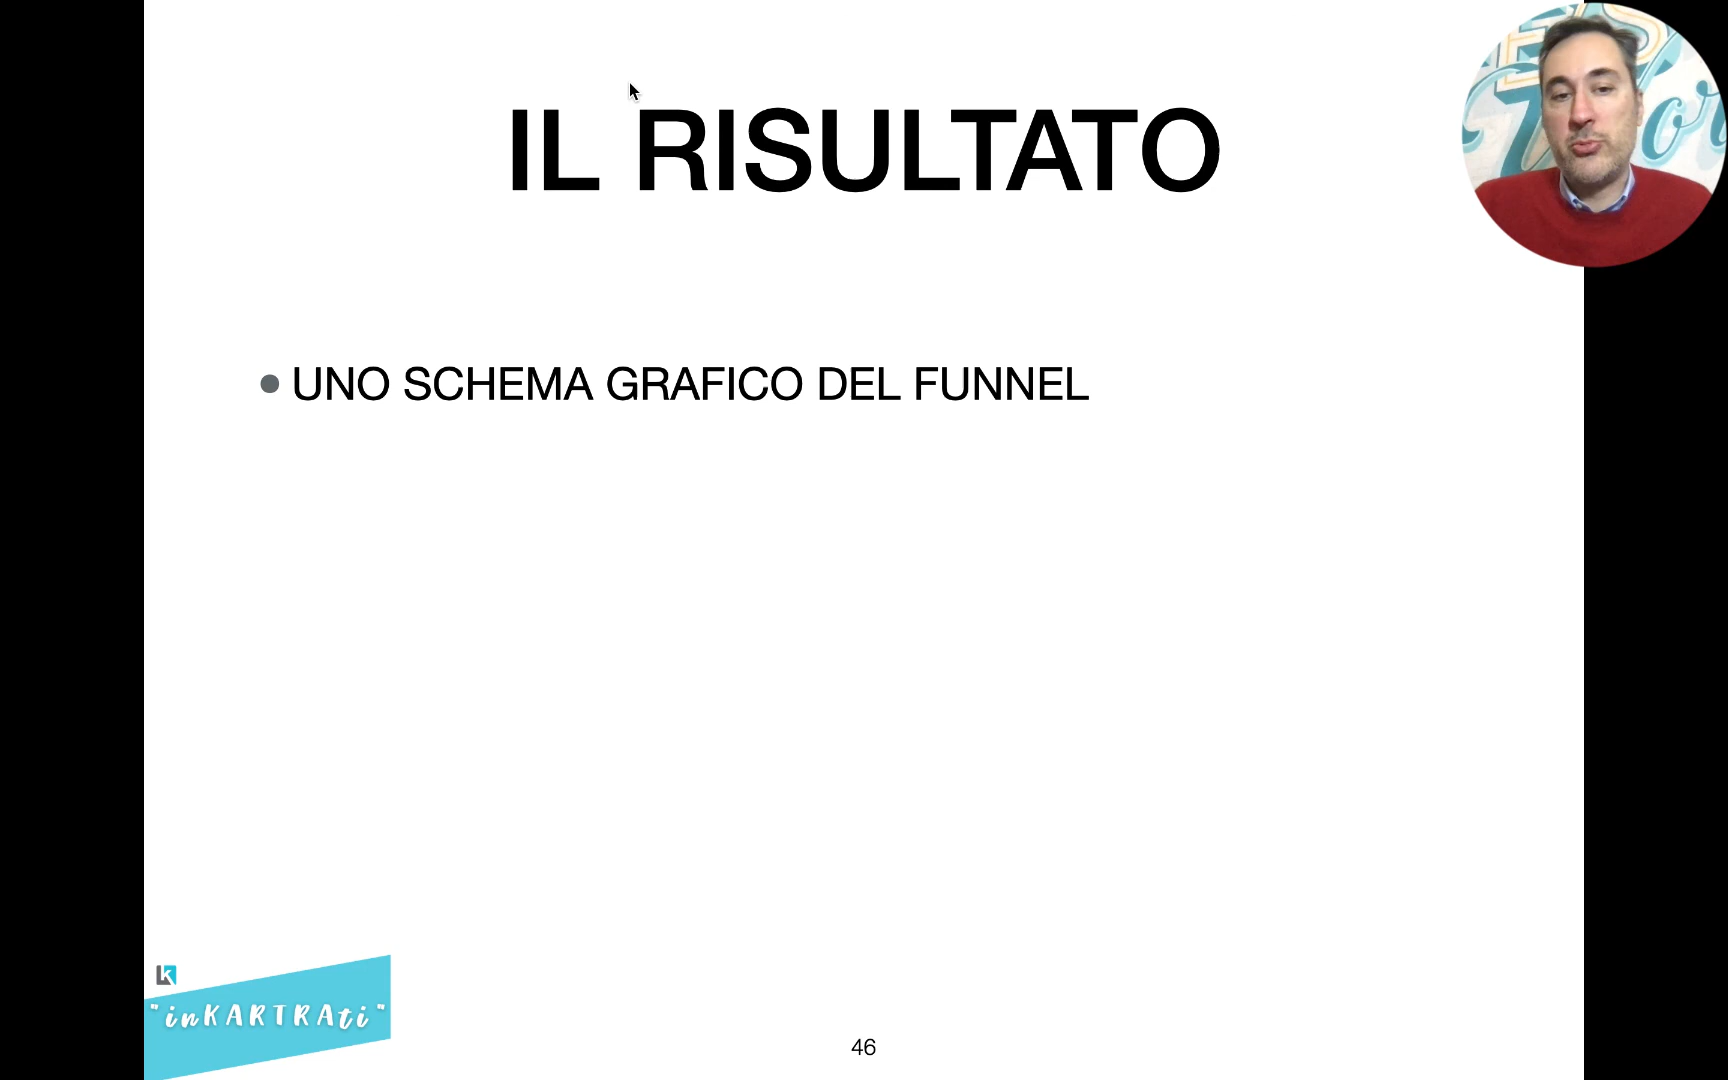 IL RISULTATO
UNO SCHEMA GRAFICO DEL FUNNEL
K
"inKARTRAti"
46